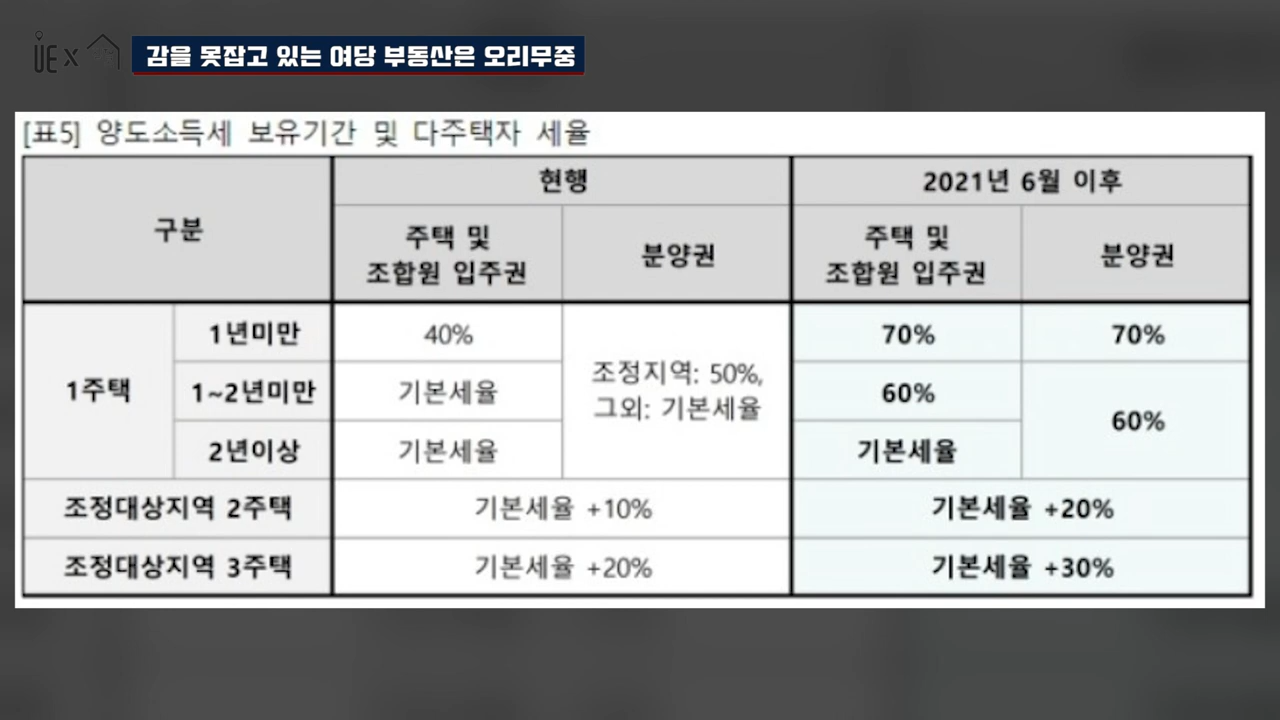 UE X
감을 못잡고 있는 여당 부동산은 오리무중
[표5] 양도소득세 보유기간 및 다주택자 세율
구분
현행
2021년 6월 이후
주택 및
조합원 입주권
분양권
주택 및
조합원 입주권
분양권
1주택
1년미만
40%
조정지역: 50%,
그외: 기본세율
70%
70%
1~2년미만
기본세율
60%
60%
2년이상
기본세율
기본세율
조정대상지역 2주택
기본세율 +10%
기본세율 +20%
조정대상지역 3주택
기본세율 +20%
기본세율 +30%